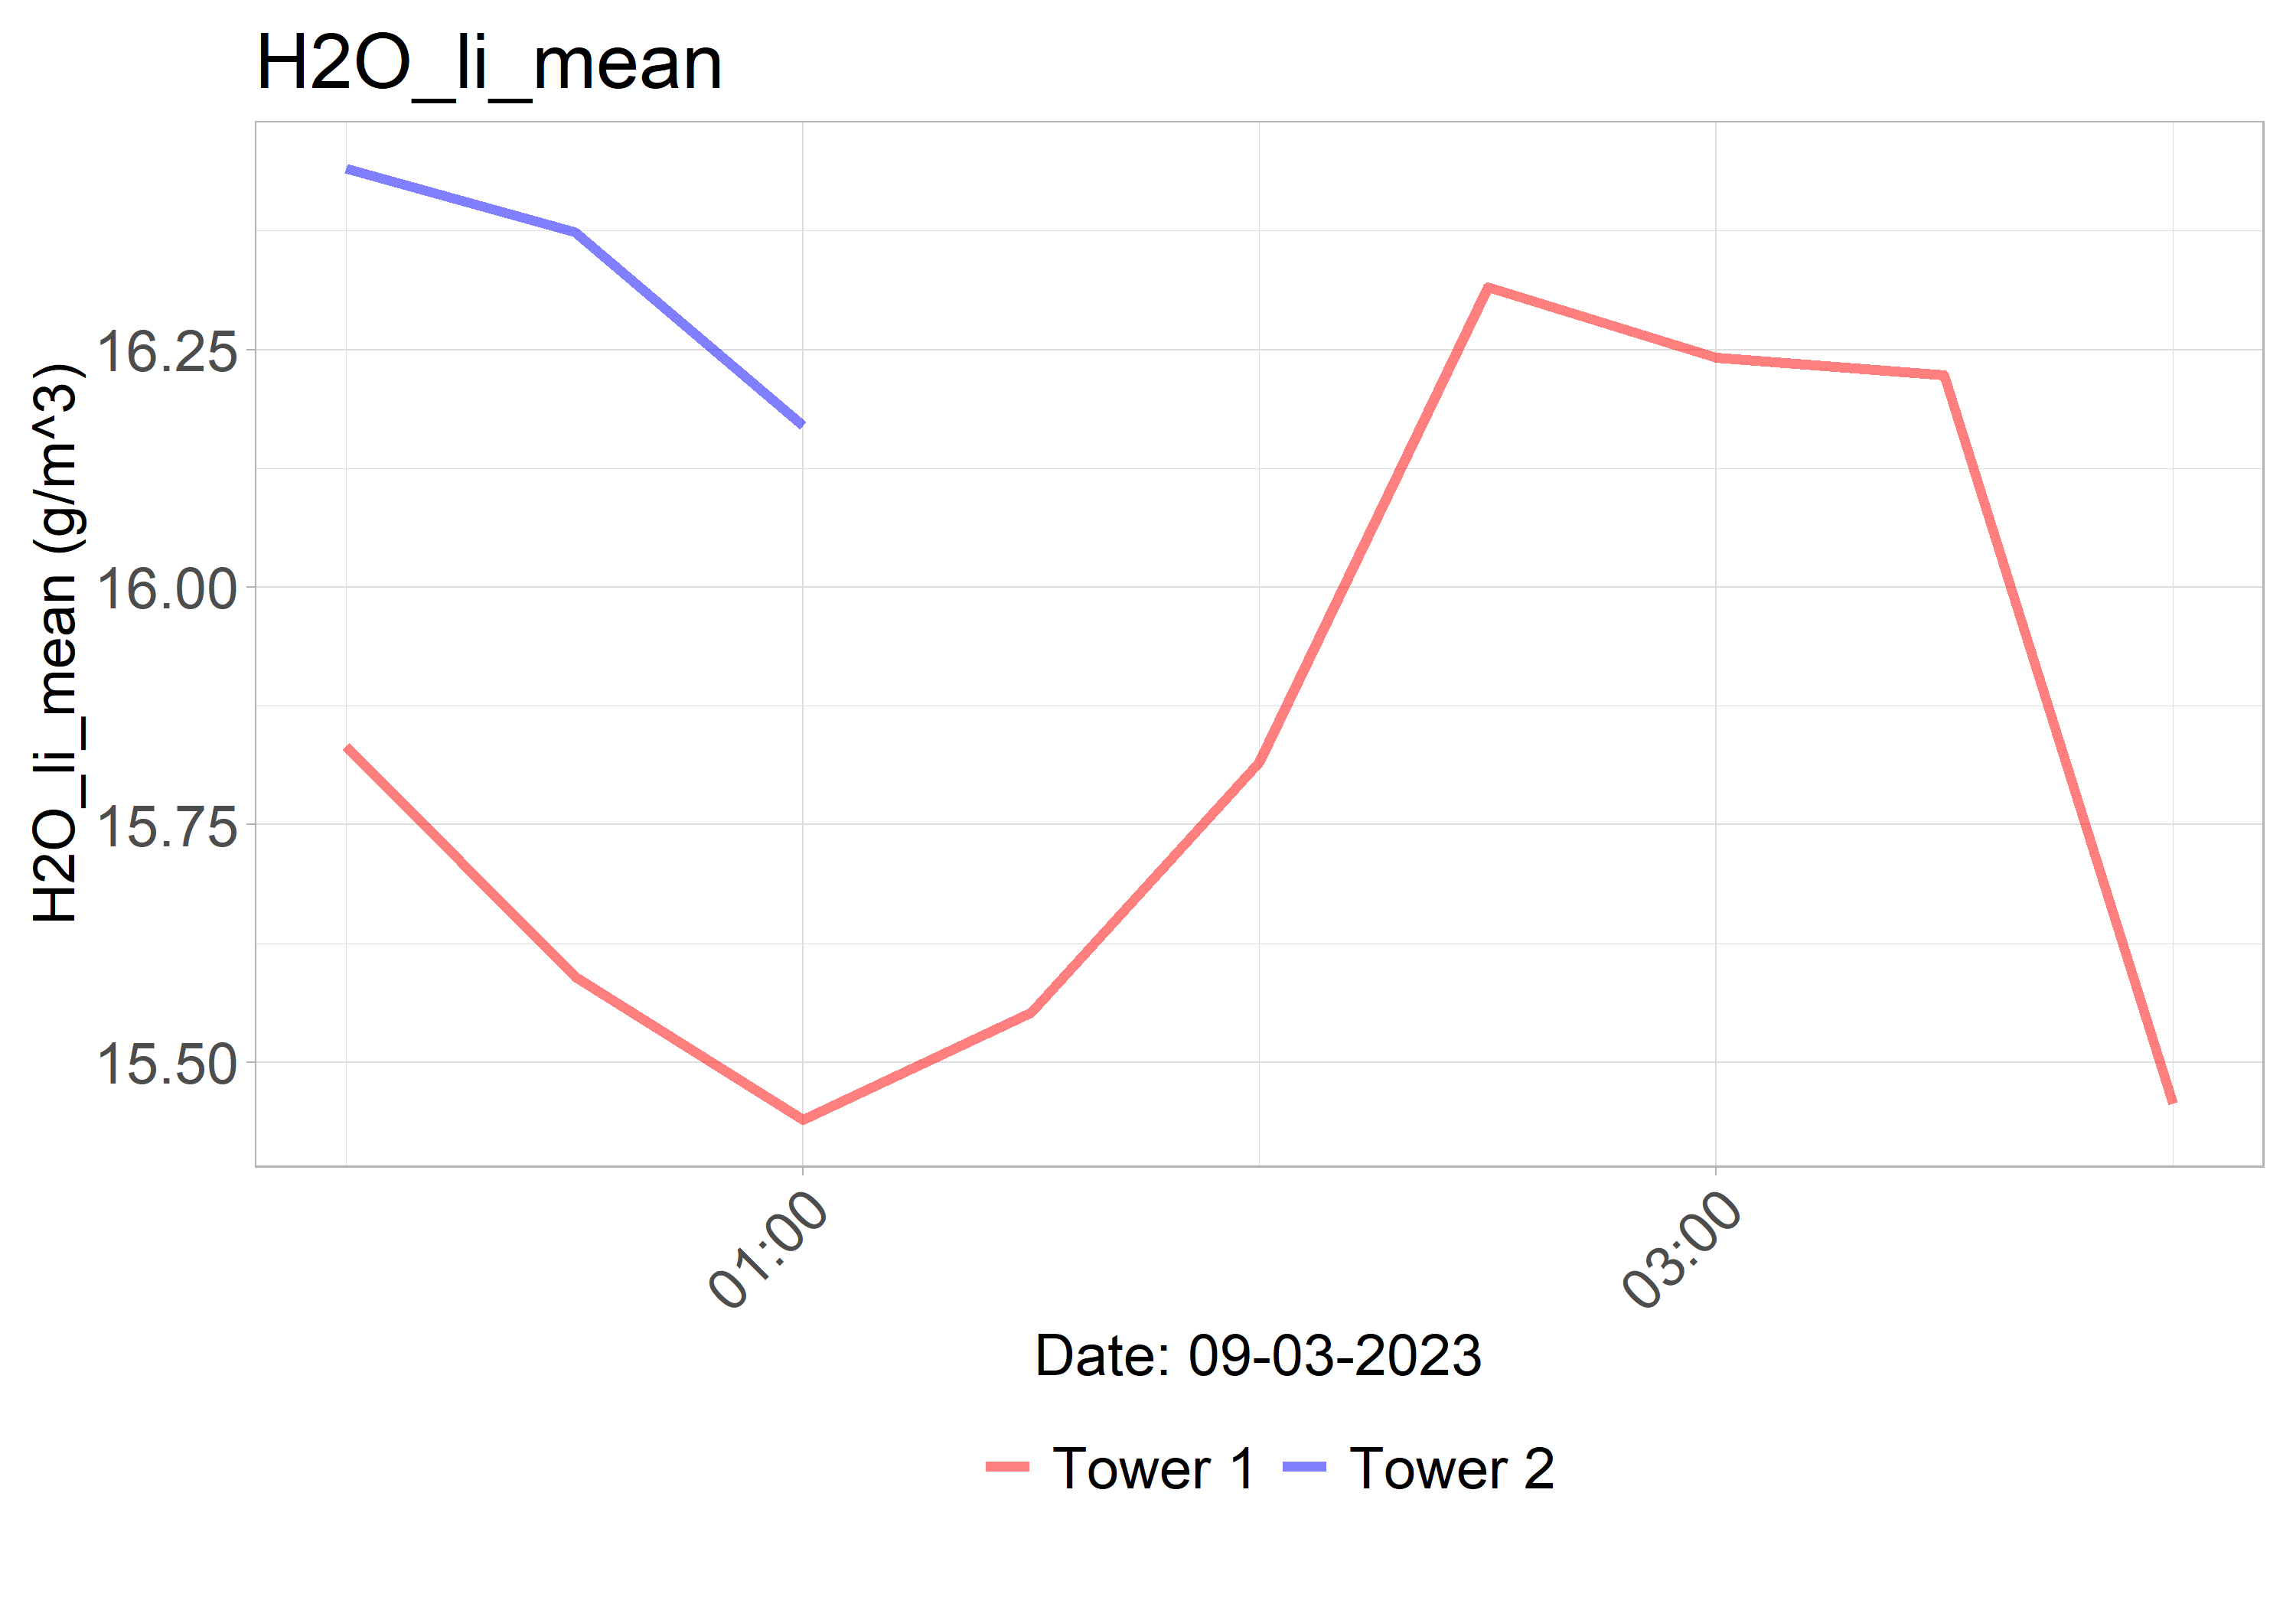 H2O_li_mean
H2O_li_mean (g/m^3)
16.25
16.00
15.75
15.50
01:00
03:00
Date: 09-03-2023
Tower 1
Tower 2